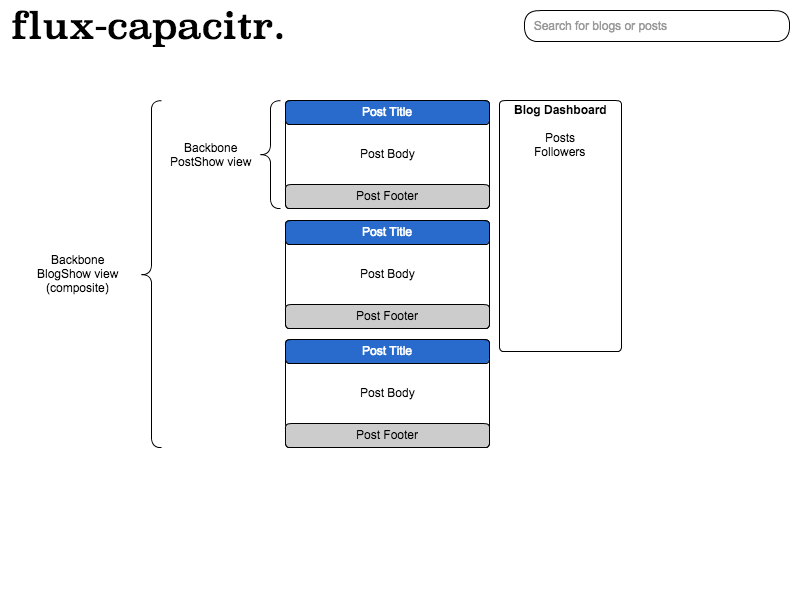 flux-capacitr.
Search for blogs or posts
Backbone
BlogShow view
(composite)
Backbone
PostShow view
Post Title
Post Body
Post Footer
Post Title
Post Body
Post Footer
Post Title
Post Body
Post Footer
Blog Dashboard
Posts
Followers